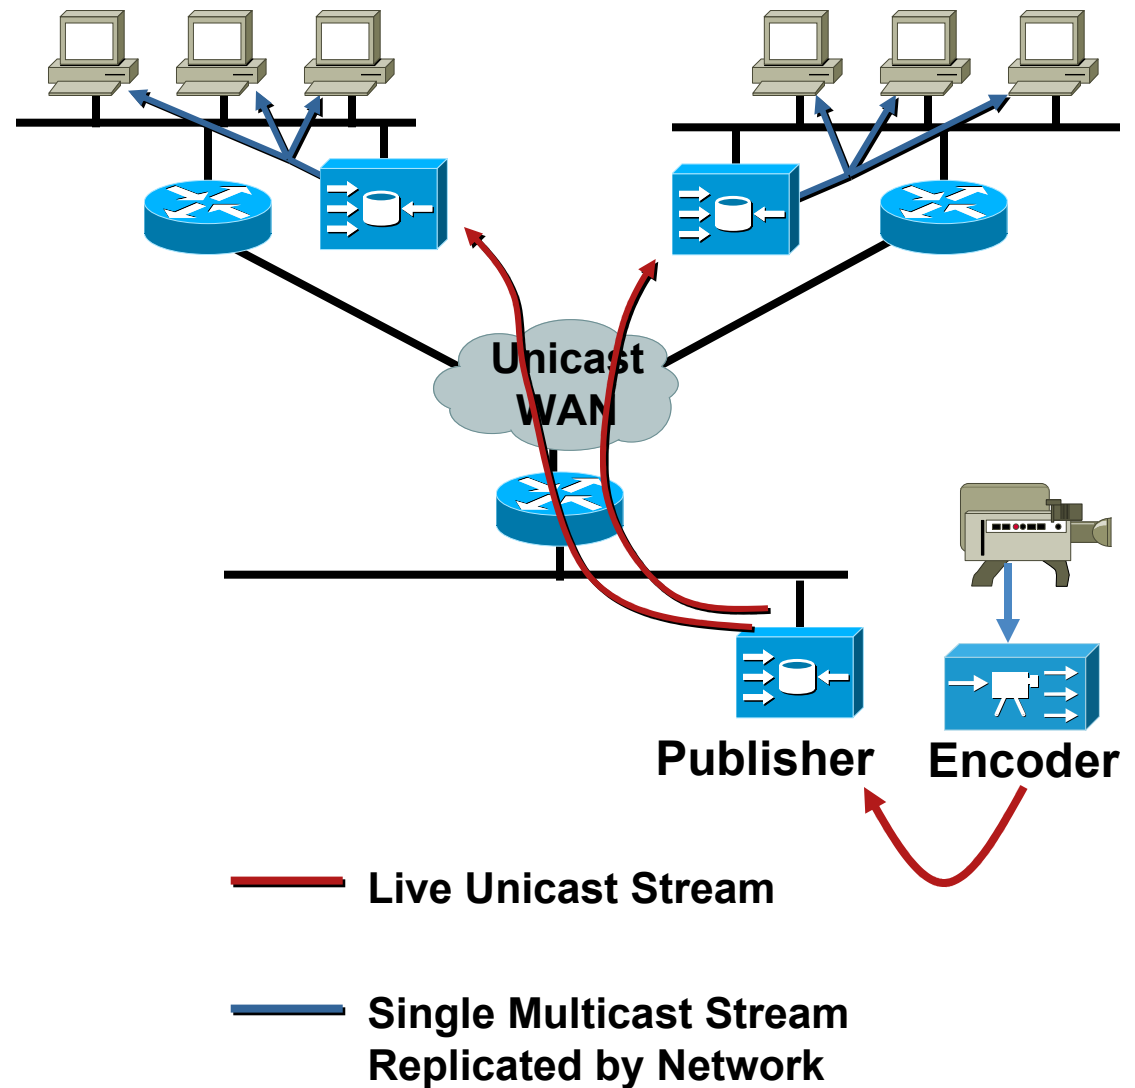 Unicast
WAN
Publisher
Encoder
Live Unicast Stream
Single Multicast Stream
Replicated by Network